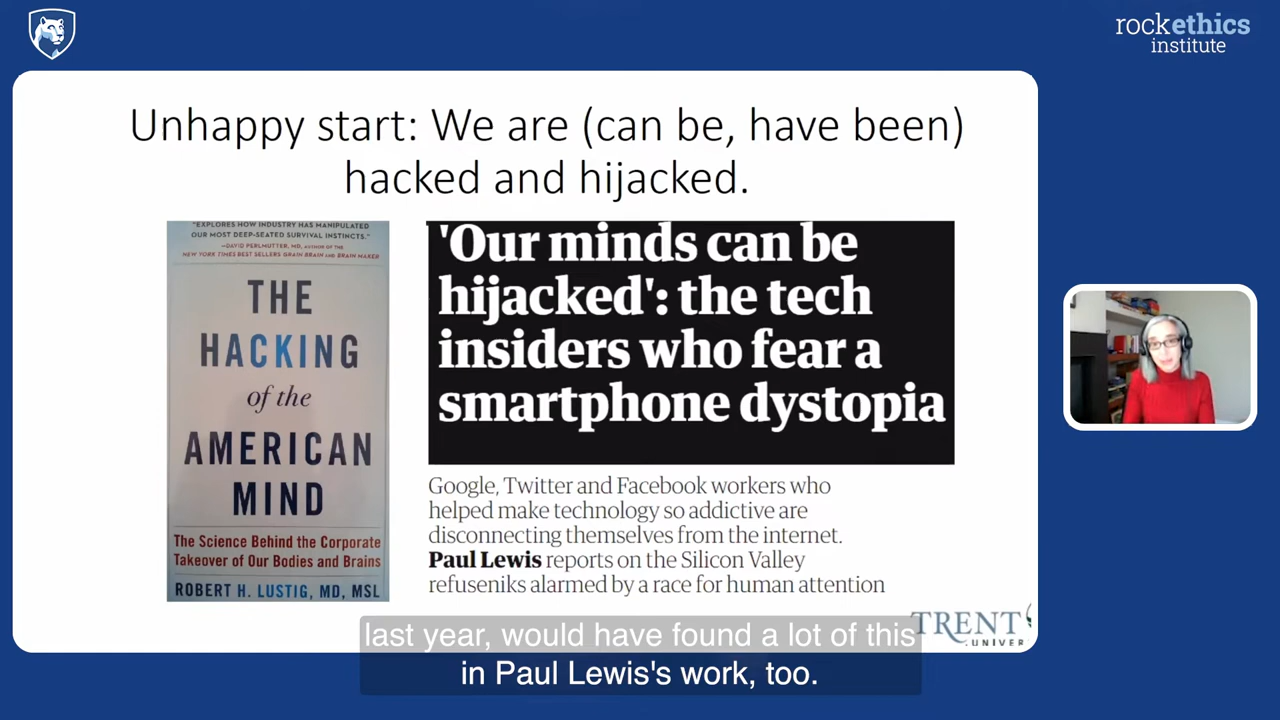 rockethics
institute
Unhappy start: We are (can be, have been)
hacked and hijacked.
"EXPLORES HOW INDUSTRY HAS MANIPULATED
OUR MOST DEEP-SEATED SURVIVAL INSTINCTS."
—DAVID PERLMUTTER, MD, AUTHOR OF THE
NEW YORK TIMES BEST SELLERS GRAIN BRAIN AND BRAIN MAKER
THE
HACKING
of the
AMERICAN
MIND
The Science Behind the Corporate
Takeover of Our Bodies and Brains
ROBERT H. LUSTIG, MD, MSL
'Our minds can be
hijacked': the tech
insiders who fear a
smartphone dystopia
Google, Twitter and Facebook workers who
helped make technology so addictive are
disconnecting themselves from the internet.
Paul Lewis reports on the Silicon Valley
refuseniks alarmed by a race for human attention
TRENT
UNIVER
last year, would have found a lot of this
in Paul Lewis's work, too.